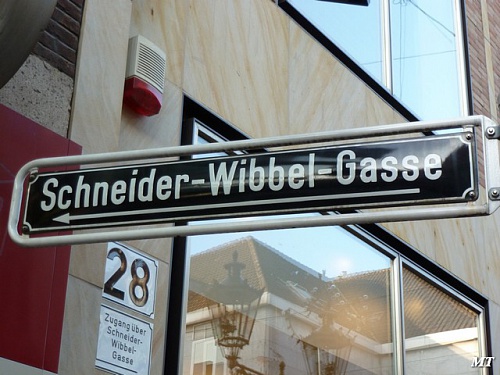 Schneider-Wibbel-Gasse
28
Zugang über
Schneider-
Wibbel-
Gasse
MT